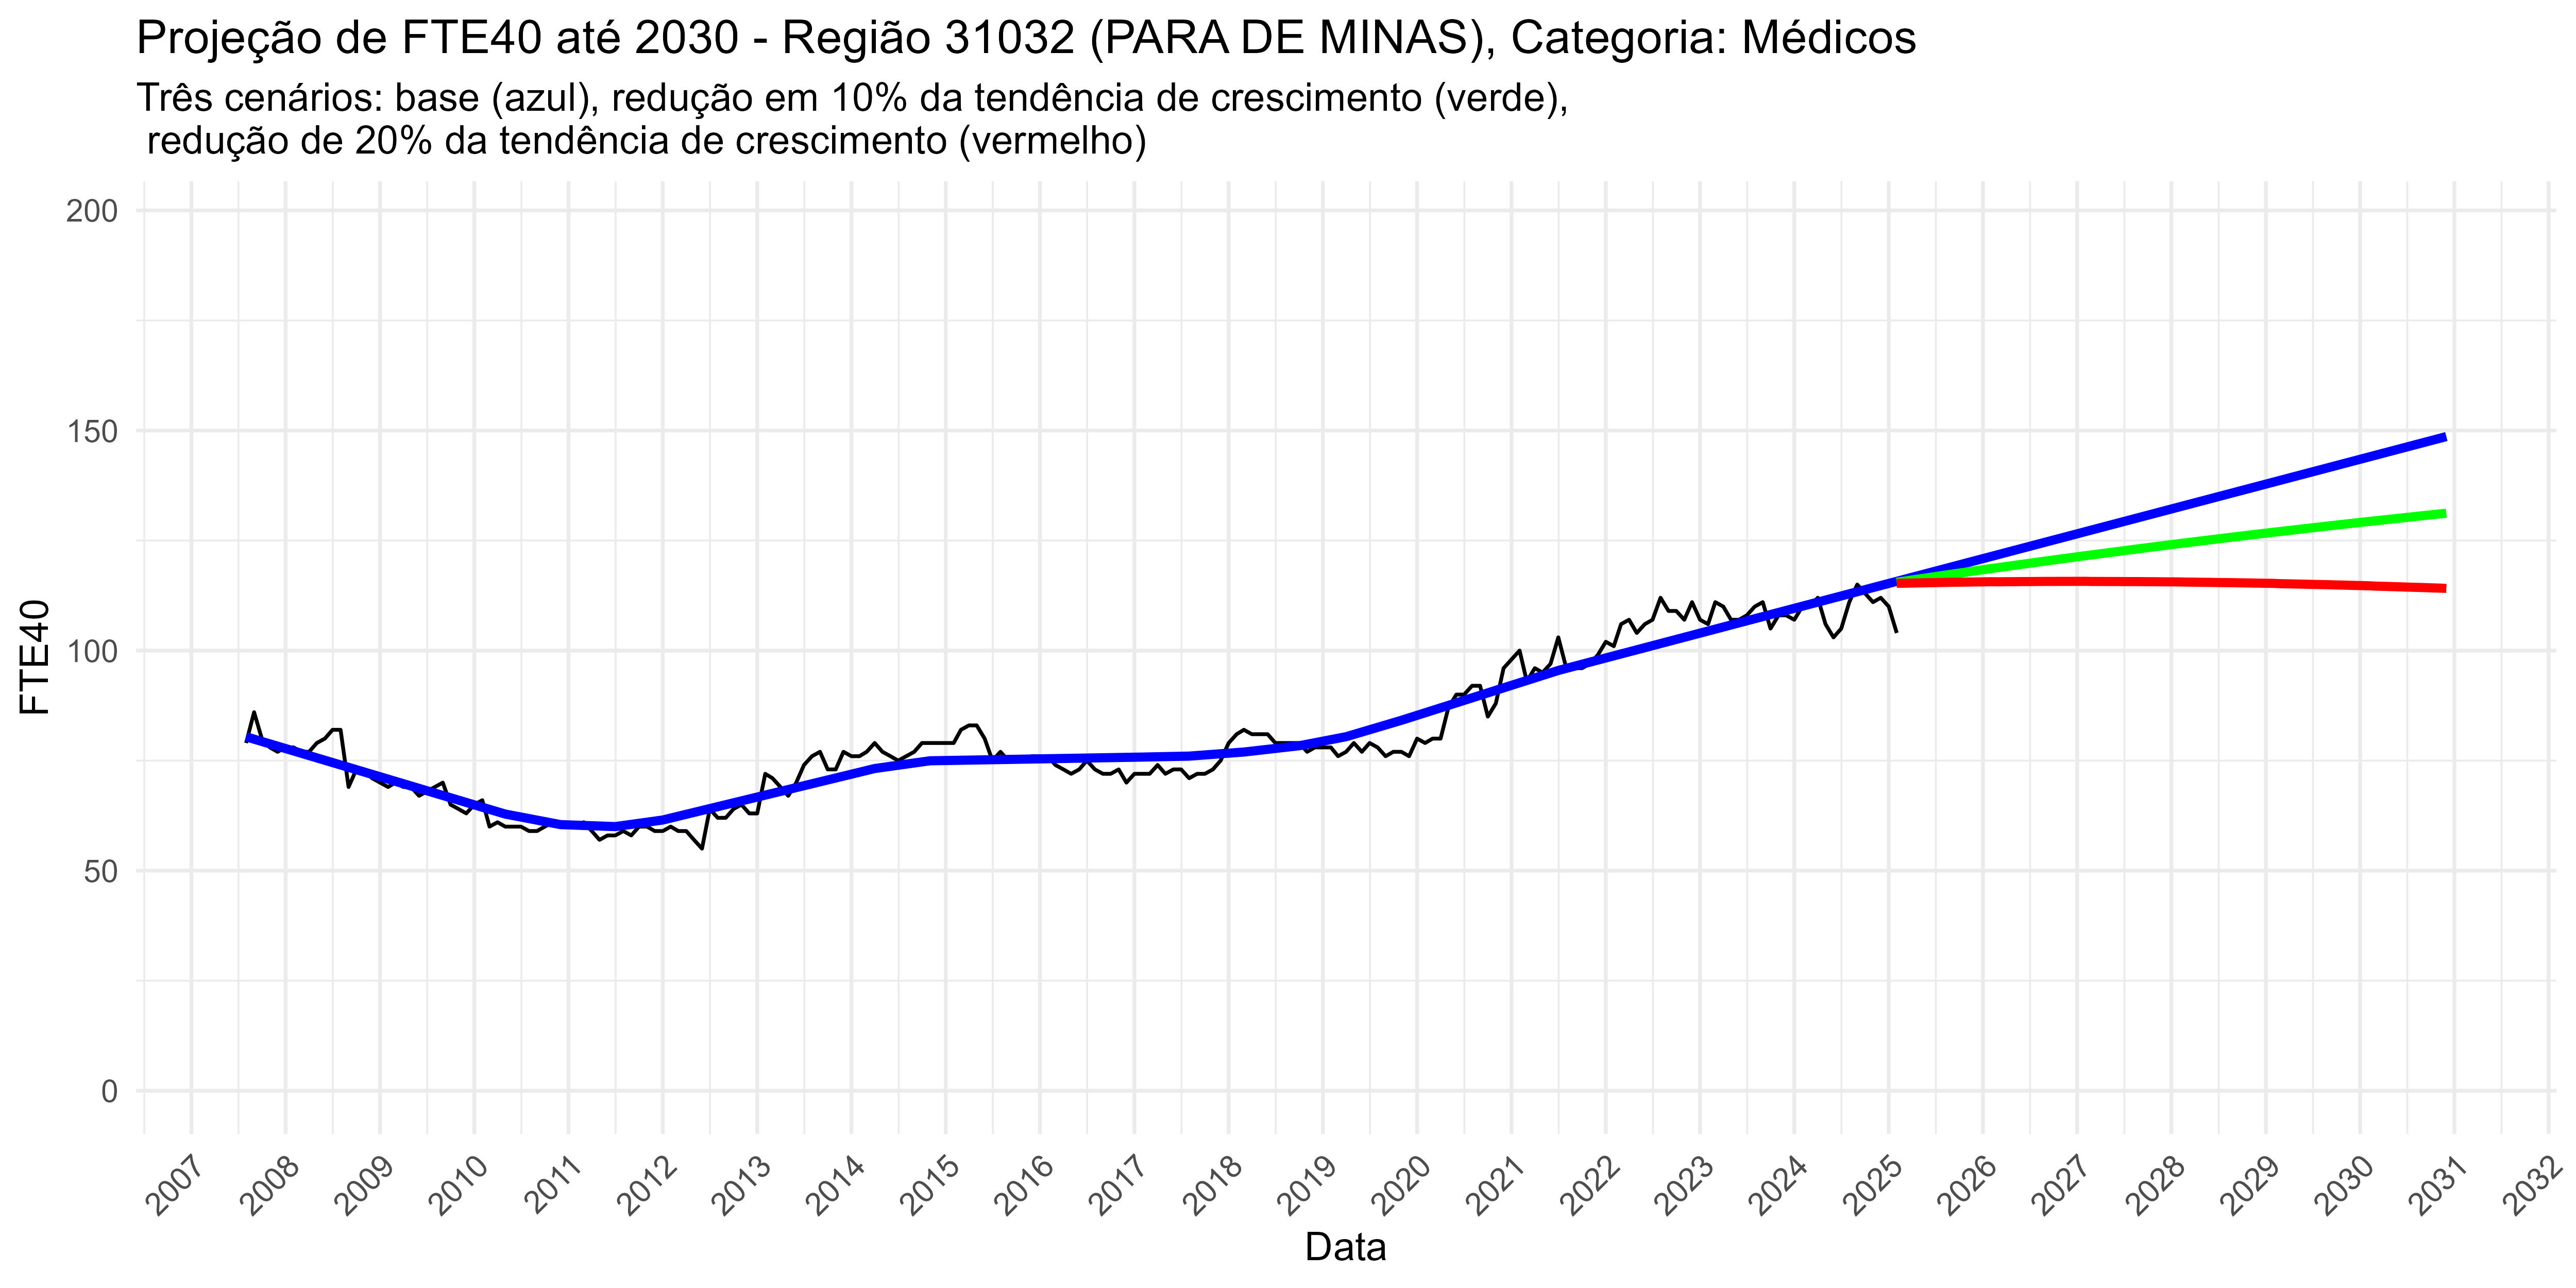 Projeção de FTE40 até 2030 - Região 31032 (PARA DE MINAS), Categoria: Médicos
Três cenários: base (azul), redução em 10% da tendência de crescimento (verde),
redução de 20% da tendência de crescimento (vermelho)
FTE40
200
150
100
50
0
2007 2008 2009 2010 2011 2012 2013 2014 2015 2016 2017 2018 2019 2020 2021 2022 2023 2024 2025 2026 2027 2028 2029 2030 2031 2032
Data